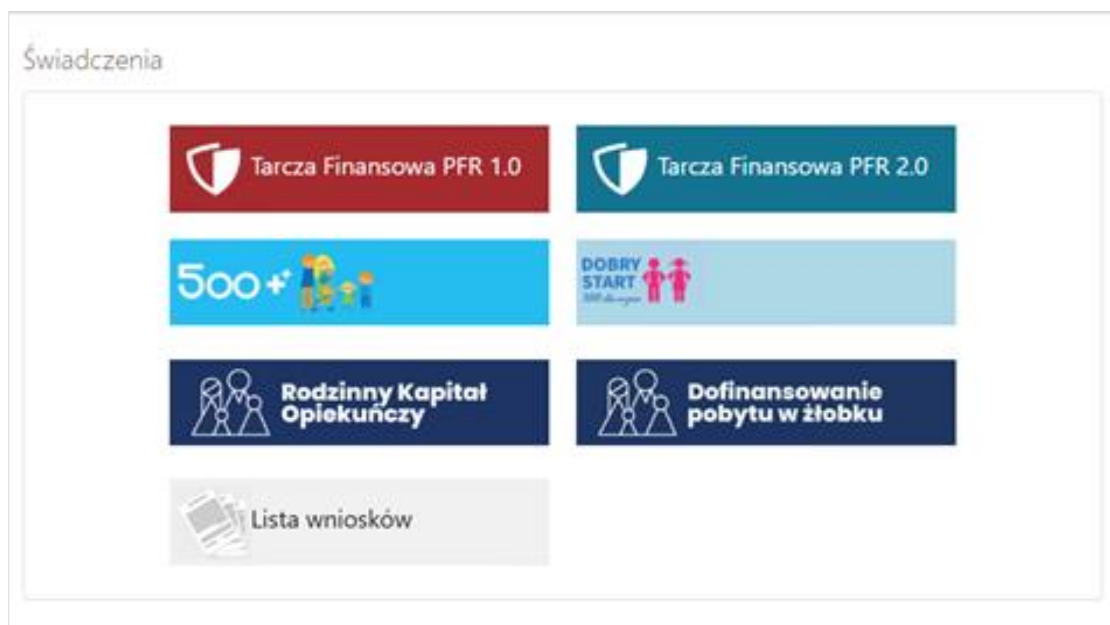 Świadczenia
Tarcza Finansowa PFR 1.0
Tarcza Finansowa PFR 2.0
500+
DOBRY
START
Rodzinny Kapitał
Opiekuńczy
Dofinansowanie
pobytu w żłobku
Lista wniosków